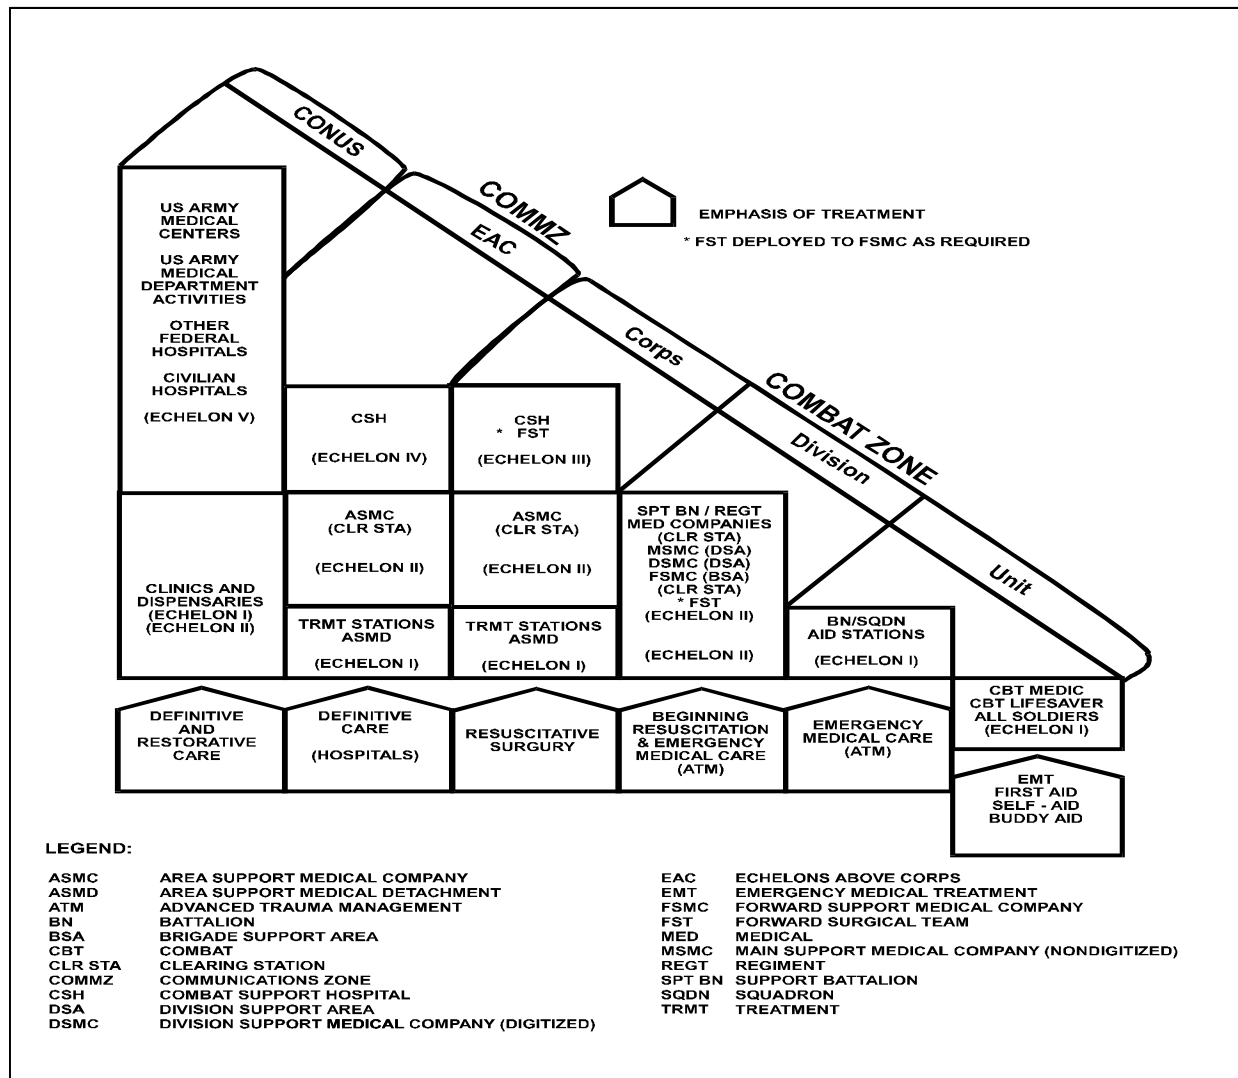 CONUS
COMMZ
EAC
Corps
COMBAT ZONE
Division
Unit
EMPHASIS OF TREATMENT
* FST DEPLOYED TO FSMC AS REQUIRED
US ARMY
MEDICAL
CENTERS
US ARMY
MEDICAL
DEPARTMENT
ACTIVITIES
OTHER
FEDERAL
HOSPITALS
CIVILIAN
HOSPITALS
(ECHELON V)
CLINICS AND
DISPENSARIES
(ECHELON I)
(ECHELON II)
CSH
(ECHELON IV)
ASMC
(CLR STA)
(ECHELON II)
TRMT STATIONS
ASMD
(ECHELON I)
CSH
* FST
(ECHELON III)
ASMC
(CLR STA)
(ECHELON II)
TRMT STATIONS
ASMD
(ECHELON I)
SPT BN / REGT
MED COMPANIES
(CLR STA)
MSMC (DSA)
DSMC (DSA)
FSMC (BSA)
(CLR STA)
* FST
(ECHELON II)
(ECHELON II)
BN/SQDN
AID STATIONS
(ECHELON I)
CBT MEDIC
CBT LIFESAVER
ALL SOLDIERS
(ECHELON I)
DEFINITIVE
AND
RESTORATIVE
CARE
DEFINITIVE
CARE
(HOSPITALS)
RESUSCITATIVE
SURGURY
BEGINNING
RESUSCITATION
& EMERGENCY
MEDICAL CARE
(ATM)
EMERGENCY
MEDICAL CARE
(ATM)
EMT
FIRST AID
SELF - AID
BUDDY AID
LEGEND:
ASMC AREA SUPPORT MEDICAL COMPANY
ASMD AREA SUPPORT MEDICAL DETACHMENT
ATM ADVANCED TRAUMA MANAGEMENT
BN BATTALION
BSA BRIGADE SUPPORT AREA
CBT COMBAT
CLR STA CLEARING STATION
COMMZ COMMUNICATIONS ZONE
CSH COMBAT SUPPORT HOSPITAL
DSA DIVISION SUPPORT AREA
DSMC DIVISION SUPPORT MEDICAL COMPANY (DIGITIZED)
EAC ECHELONS ABOVE CORPS
EMT EMERGENCY MEDICAL TREATMENT
FSMC FORWARD SUPPORT MEDICAL COMPANY
FST FORWARD SURGICAL TEAM
MED MEDICAL
MSMC MAIN SUPPORT MEDICAL COMPANY (NONDIGITIZED)
REGT REGIMENT
SPT BN SUPPORT BATTALION
SQDN SQUADRON
TRMT TREATMENT